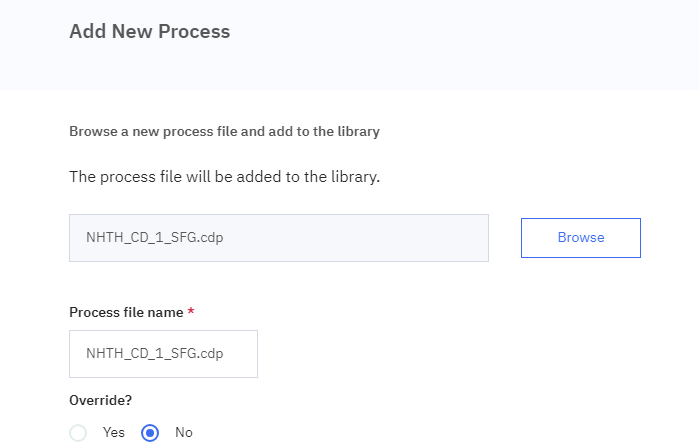 Add New Process
Browse a new process file and add to the library
The process file will be added to the library.
NHTH_CD_1_SFG.cdp
Browse
Process file name *
NHTH_CD_1_SFG.cdp
Override?
Yes No